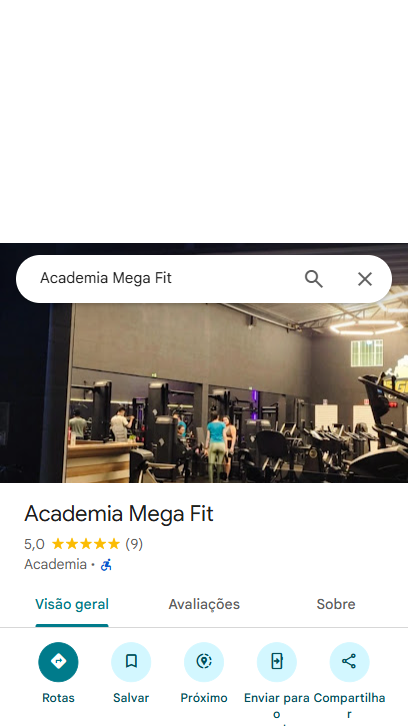 Academia Mega Fit
Academia Mega Fit
5,0 (9)
Academia ·
Visão geral Avaliações Sobre
Rotas Salvar Próximo Enviar para o Compartilhar